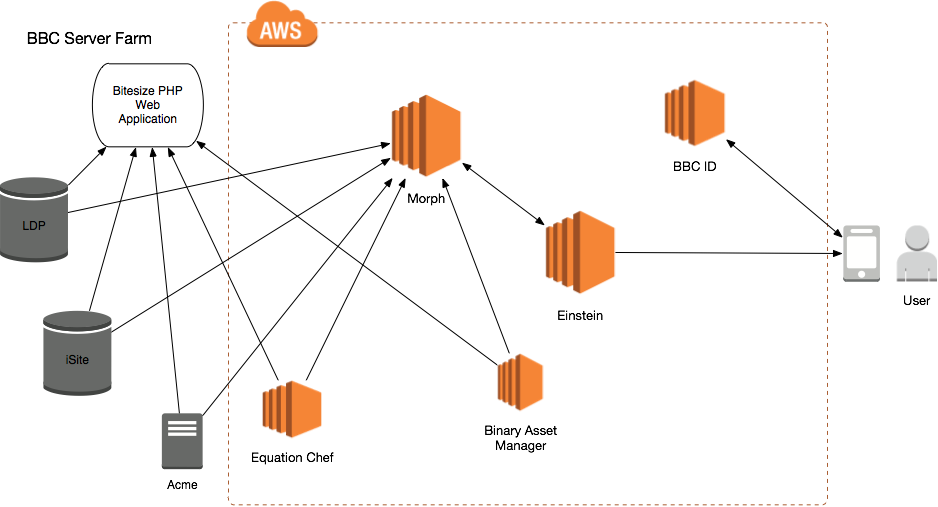 AWS
BBC Server Farm
Bitesize PHP
Web
Application
BBC ID
Morph
LDP
User
Einstein
iSite
Binary Asset
Manager
Equation Chef
Acme